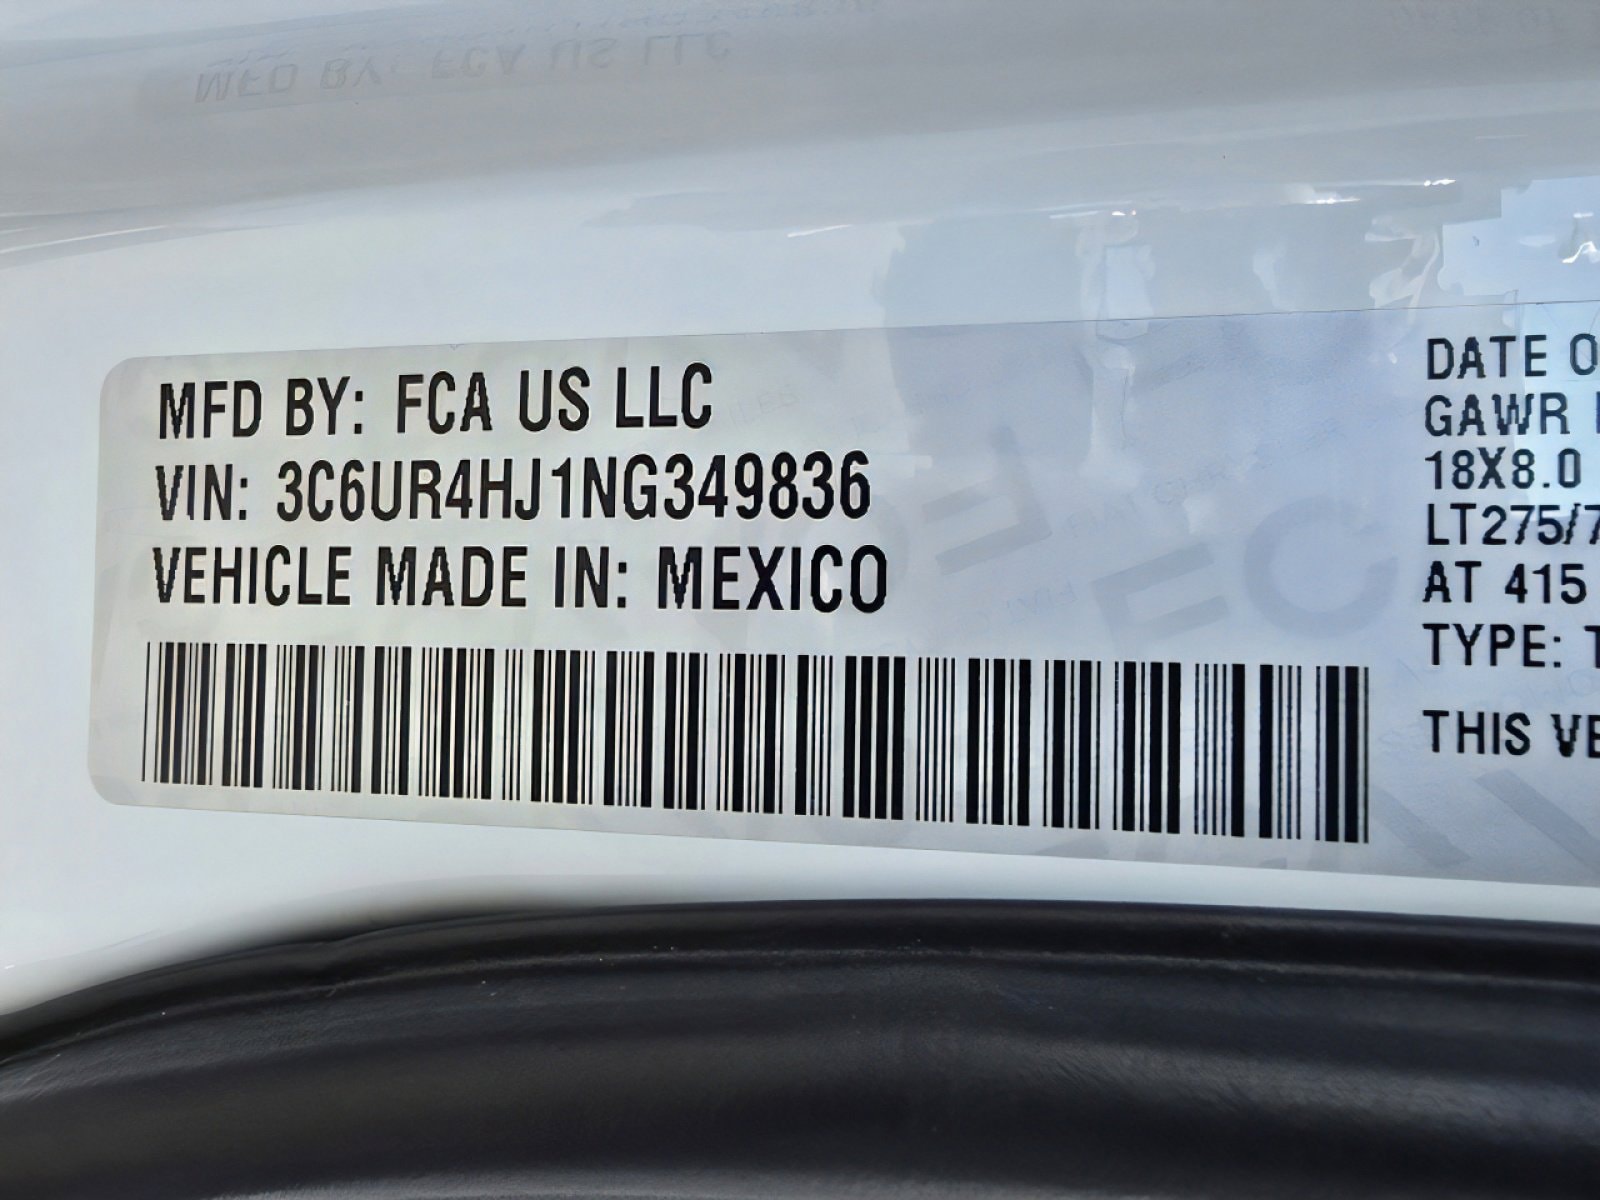 MFD BY: FCA US LLC
VIN: 3C6UR4HJ1NG349836
VEHICLE MADE IN: MEXICO
DATE O
GAWR
18X8.0
LT275/7
AT 415
TYPE: T
THIS VE